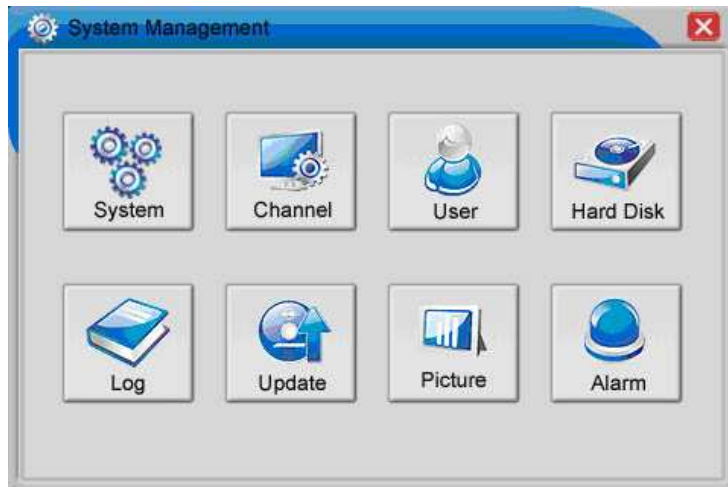 System Management
System
Channel
User
Hard Disk
Log
Update
Picture
Alarm